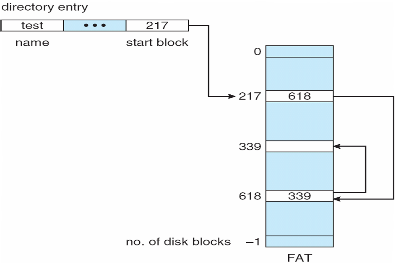 directory entry
test ••• 217
name start block
0
217 618
339
618 339
no. of disk blocks –1
FAT